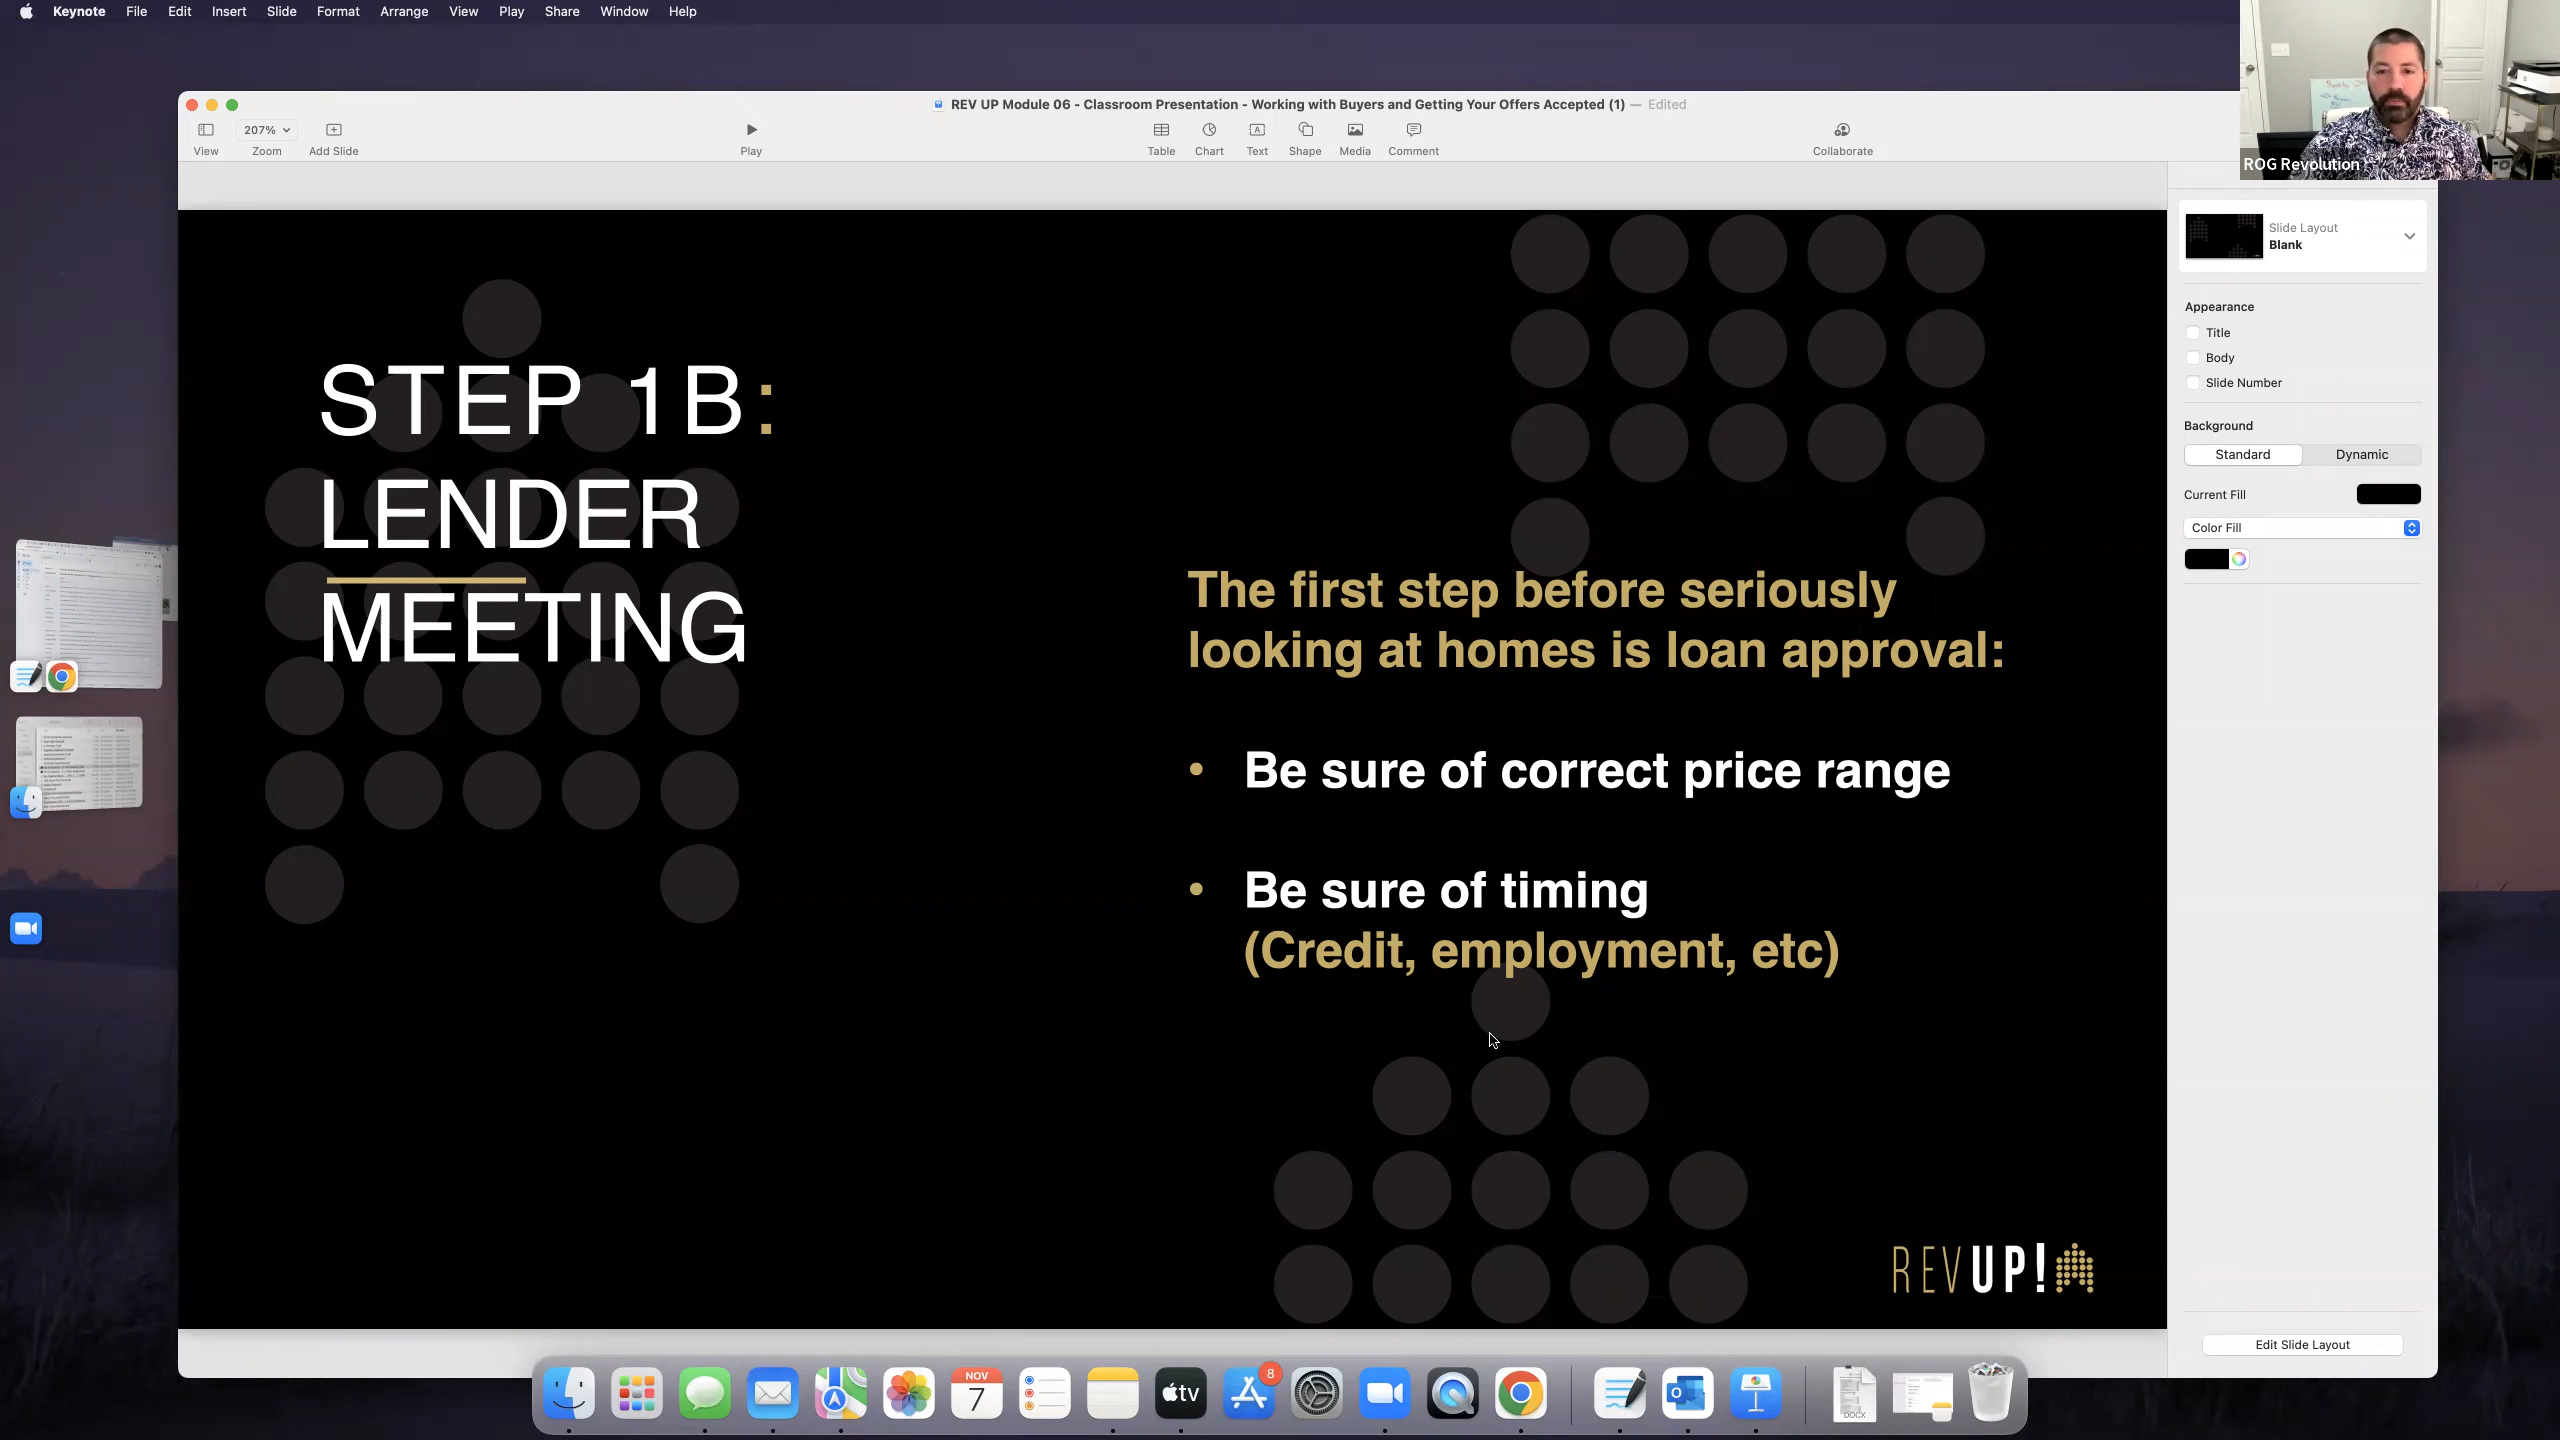 Keynote File Edit Insert Slide Format Arrange View Play Share Window Help
REV UP Module 06 - Classroom Presentation - Working with Buyers and Getting Your Offers Accepted (1) — Edited
207%
View Zoom Add Slide Play Table Chart Text Shape Media Comment Collaborate
ROG Revolution
STEP 1B:
LENDER
MEETING
The first step before seriously
looking at homes is loan approval:
• Be sure of correct price range
• Be sure of timing
(Credit, employment, etc)
REVUP!
Slide Layout
Blank
Appearance
Title
Body
Slide Number
Background
Standard Dynamic
Current Fill
Color Fill
Edit Slide Layout
NOV
7
tv
8
DOCX